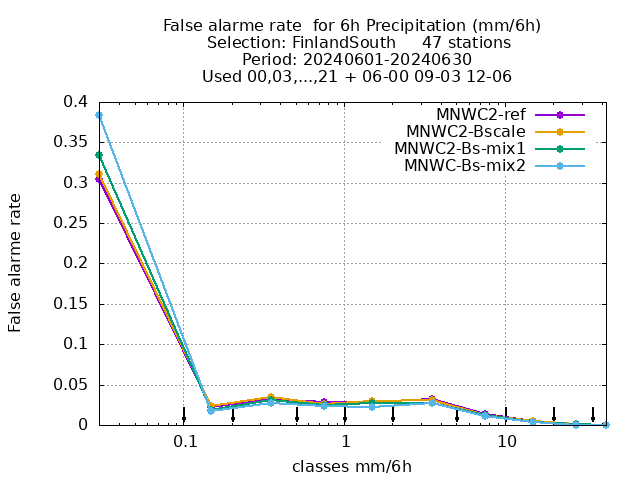 False alarme rate  for 6h Precipitation (mm/6h)
Selection: FinlandSouth     47 stations
Period: 20240601-20240630
Used 00,03,...,21 + 06-00 09-03 12-06
MNWC2-ref
MNWC2-Bscale
MNWC2-Bs-mix1
MNWC-Bs-mix2
False alarme rate
0.4
0.35
0.3
0.25
0.2
0.15
0.1
0.05
0
0.1 1 10
classes mm/6h